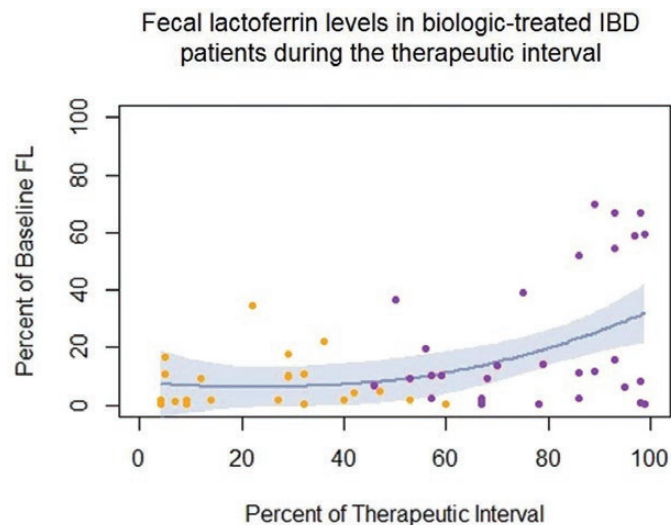 Fecal lactoferrin levels in biologic-treated IBD
patients during the therapeutic interval
Percent of Baseline FL
100
80
60
40
20
0
0 20 40 60 80 100
Percent of Therapeutic Interval